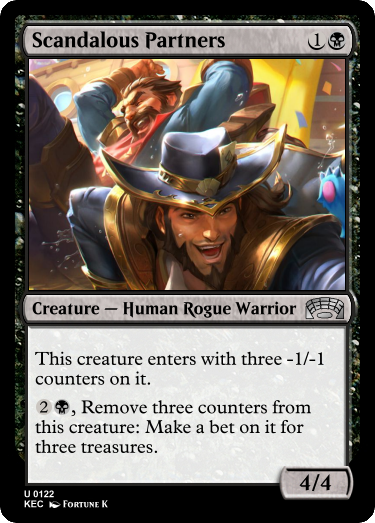 Scandalous Partners 1
Creature — Human Rogue Warrior
This creature enters with three -1/-1
counters on it.
2, Remove three counters from
this creature: Make a bet on it for
three treasures.
4/4
U 0122
KEC Fortune K